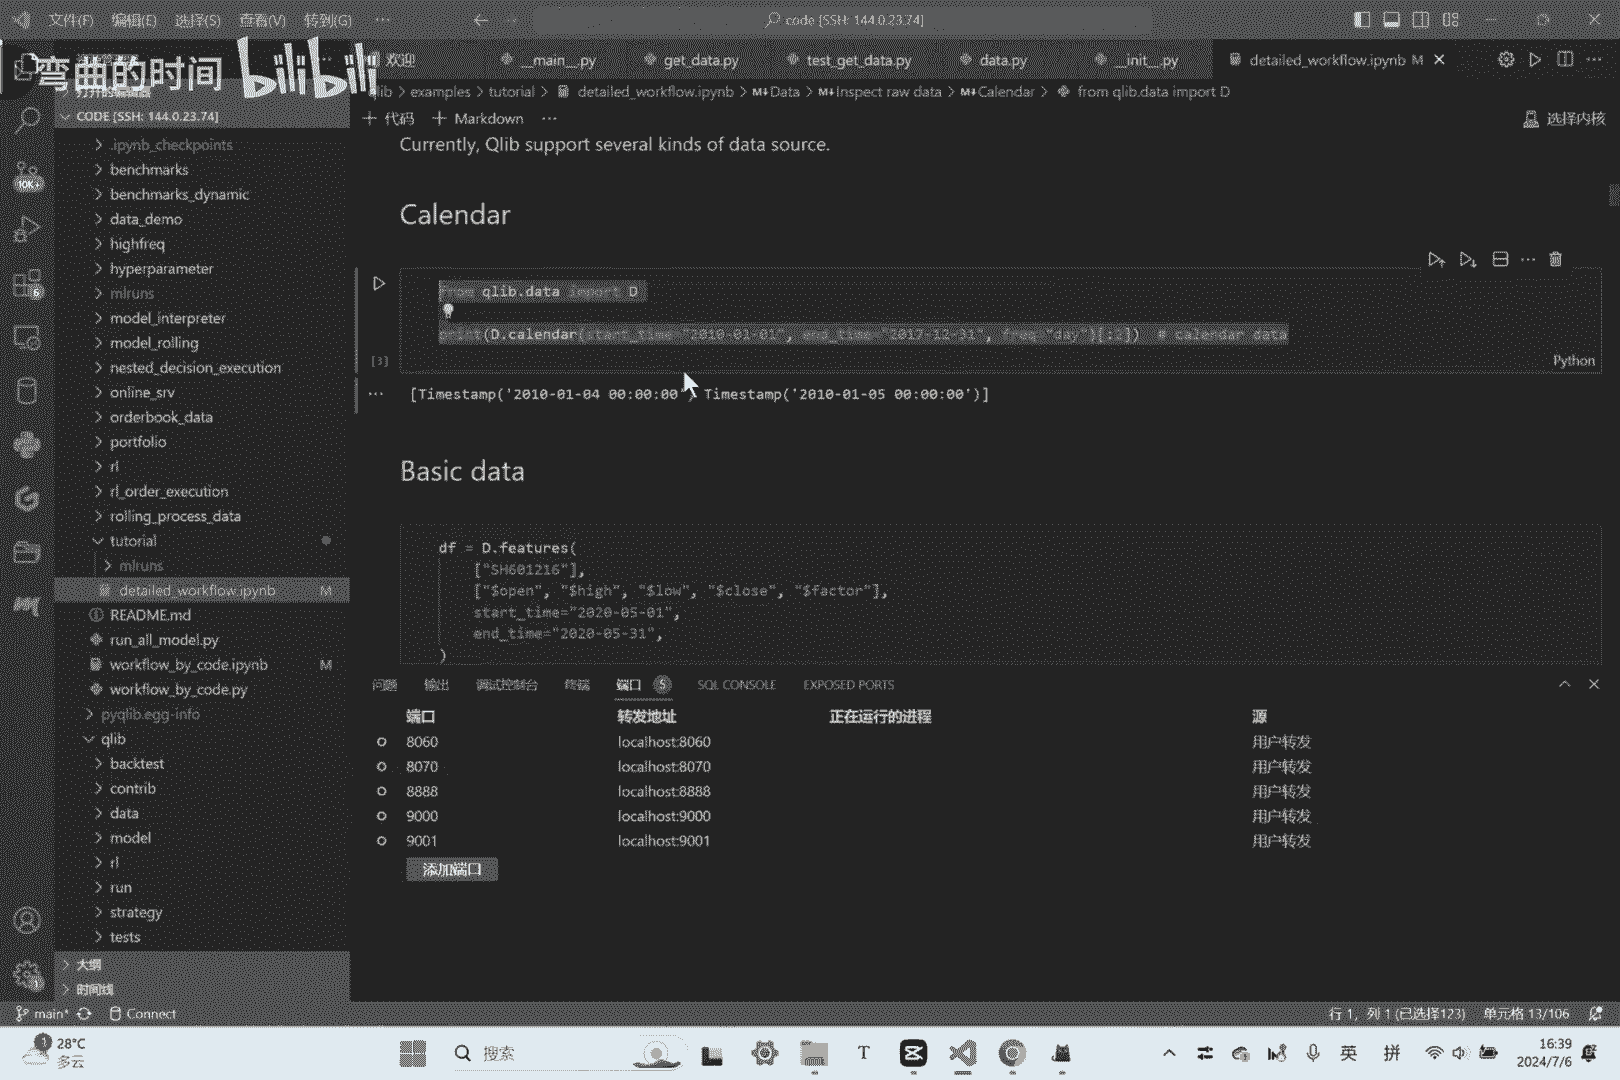 文件(F) 编辑(E) 选择(S) 查看(V) 转到(G) ··· code [SSH: 144.0.23.74]
弯曲的时间 bilibili
欢迎 __main__.py get_data.py test_get_data.py data.py __init__.py detailed_workflow.ipynb M
打开的编辑器
qlib > examples > tutorial > detailed_workflow.ipynb > M↓Data > M↓Inspect raw data > M↓Calendar > from qlib.data import D
CODE [SSH: 144.0.23.74]
+ 代码 + Markdown ··· 选择内核
.ipynb_checkpoints
benchmarks
benchmarks_dynamic
data_demo
highfreq
hyperparameter
mlruns
model_interpreter
model_rolling
nested_decision_execution
online_srv
orderbook_data
portfolio
rl
rl_order_execution
rolling_process_data
tutorial
mlruns
detailed_workflow.ipynb M
README.md
run_all_model.py
workflow_by_code.ipynb M
workflow_by_code.py
pyqlib.egg-info
qlib
backtest
contrib
data
model
rl
run
strategy
tests
大纲
时间线
10K+
6
1
Currently, Qlib support several kinds of data source.
Calendar
from qlib.data import D
print(D.calendar(start_time="2010-01-01", end_time="2017-12-31", freq="day")[:2]) # calendar data
[3]
Python
[Timestamp('2010-01-04 00:00:00'), Timestamp('2010-01-05 00:00:00')]
Basic data
df = D.features(
["SH601216"],
["$open", "$high", "$low", "$close", "$factor"],
start_time="2020-05-01",
end_time="2020-05-31",
)
问题 输出 调试控制台 终端 端口 5 SQL CONSOLE EXPOSED PORTS
端口 转发地址 正在运行的进程 源
8060 localhost:8060 用户转发
8070 localhost:8070 用户转发
8888 localhost:8888 用户转发
9000 localhost:9000 用户转发
9001 localhost:9001 用户转发
添加端口
main* Connect 行 1，列 1 (已选择123) 单元格 13/106
1 28°C
多云
搜索
英 拼
16:39
2024/7/6